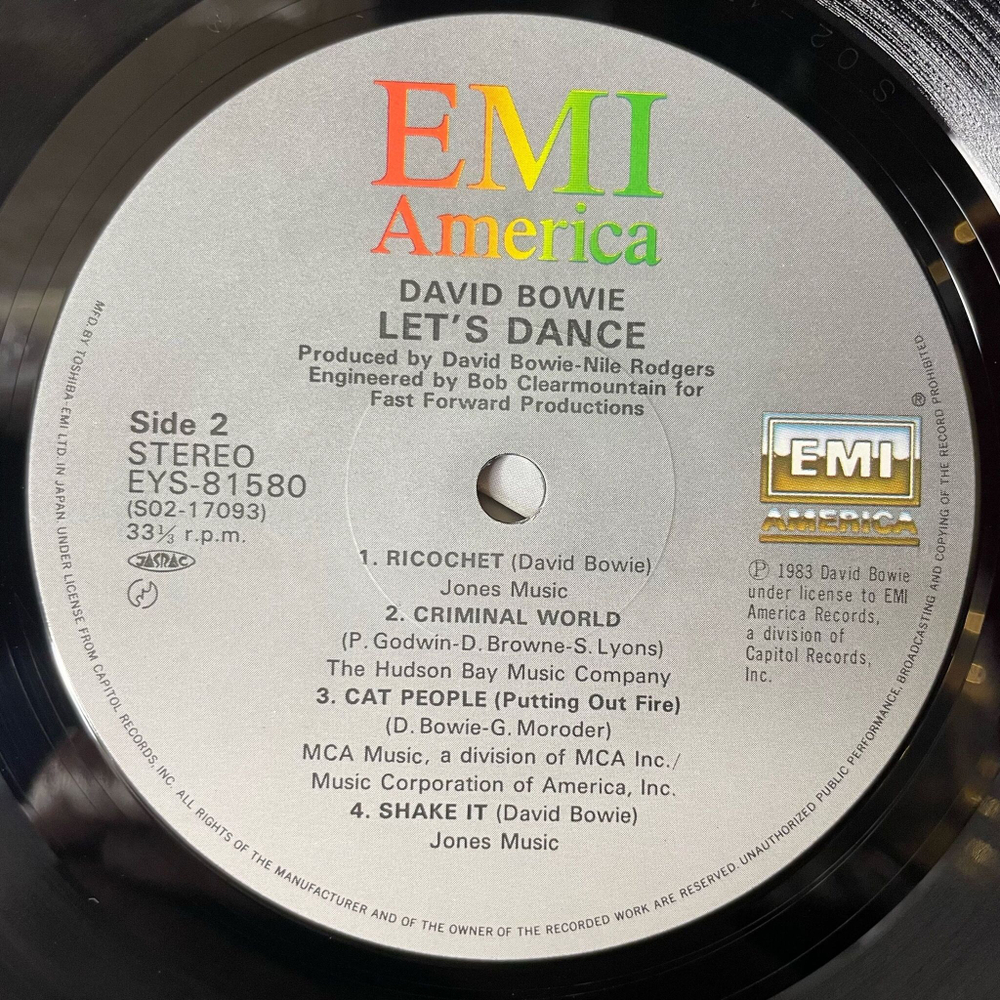 EMI
America
DAVID BOWIE
LET'S DANCE
Produced by David Bowie-Nile Rodgers
Engineered by Bob Clearmountain for
Fast Forward Productions
Side 2
STEREO
EYS-81580
(S02-17093)
33⅓ r.p.m.
JASRAC
EMI
AMERICA
®
Ⓟ 1983 David Bowie
under license to EMI
America Records,
a division of
Capitol Records,
Inc.
1. RICOCHET (David Bowie)
Jones Music
2. CRIMINAL WORLD
(P. Godwin-D. Browne-S. Lyons)
The Hudson Bay Music Company
3. CAT PEOPLE (Putting Out Fire)
(D. Bowie-G. Moroder)
MCA Music, a division of MCA Inc./
Music Corporation of America, Inc.
4. SHAKE IT (David Bowie)
Jones Music
MFD. BY TOSHIBA-EMI LTD. IN JAPAN. UNDER LICENSE FROM CAPITOL RECORDS, INC. ALL RIGHTS OF THE MANUFACTURER AND OF THE OWNER OF THE RECORDED WORK ARE RESERVED. UNAUTHORIZED PUBLIC PERFORMANCE, BROADCASTING AND COPYING OF THE RECORD PROHIBITED